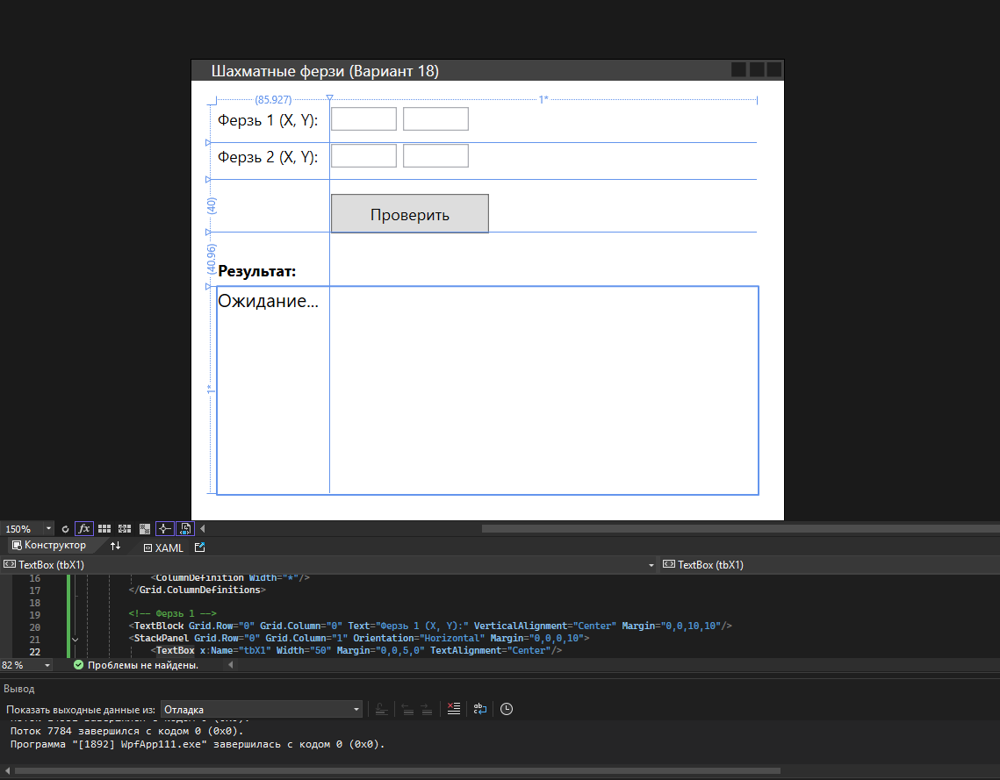 Шахматные ферзи (Вариант 18)
(85.927) 1*
Ферзь 1 (X, Y):
Ферзь 2 (X, Y):
(40)
Проверить
(40.96)
Результат:
Ожидание...
1*
150% fx
Конструктор XAML
TextBox (tbX1) TextBox (tbX1)
16 <ColumnDefinition Width="*"/>
17 </Grid.ColumnDefinitions>
18
19 <!-- Ферзь 1 -->
20 <TextBlock Grid.Row="0" Grid.Column="0" Text="Ферзь 1 (X, Y):" VerticalAlignment="Center" Margin="0,0,10,10"/>
21 <StackPanel Grid.Row="0" Grid.Column="1" Orientation="Horizontal" Margin="0,0,0,10">
22 <TextBox x:Name="tbX1" Width="50" Margin="0,0,5,0" TextAlignment="Center"/>
82 % Проблемы не найдены.
Вывод
Показать выходные данные из: Отладка
Поток 7784 завершился с кодом 0 (0x0).
Программа "[1892] WpfApp111.exe" завершилась с кодом 0 (0x0).